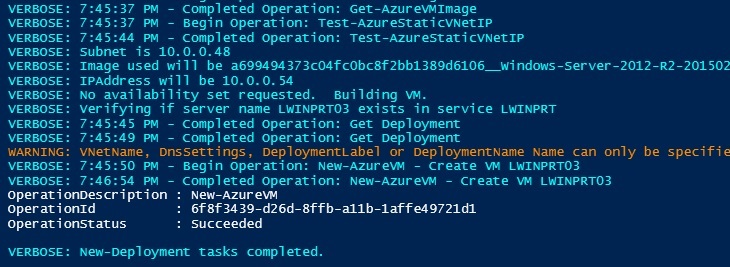 VERBOSE: 7:45:37 PM - Completed Operation: Get-AzureVMImage
VERBOSE: 7:45:37 PM - Begin Operation: Test-AzureStaticVNetIP
VERBOSE: 7:45:44 PM - Completed Operation: Test-AzureStaticVNetIP
VERBOSE: Subnet is 10.0.0.48
VERBOSE: Image used will be a699494373c04fc0bc8f2bb1389d6106__Windows-Server-2012-R2-201502
VERBOSE: IPAddress will be 10.0.0.54
VERBOSE: No availability set requested.  Building VM.
VERBOSE: Verifying if server name LWINPRT03 exists in service LWINPRT
VERBOSE: 7:45:45 PM - Completed Operation: Get Deployment
VERBOSE: 7:45:49 PM - Completed Operation: Get Deployment
WARNING: VNetName, DnsSettings, DeploymentLabel or DeploymentName Name can only be specifie
VERBOSE: 7:45:50 PM - Begin Operation: New-AzureVM - Create VM LWINPRT03
VERBOSE: 7:46:54 PM - Completed Operation: New-AzureVM - Create VM LWINPRT03
OperationDescription : New-AzureVM
OperationId          : 6f8f3439-d26d-8ffb-a11b-1affe49721d1
OperationStatus      : Succeeded
VERBOSE: New-Deployment tasks completed.